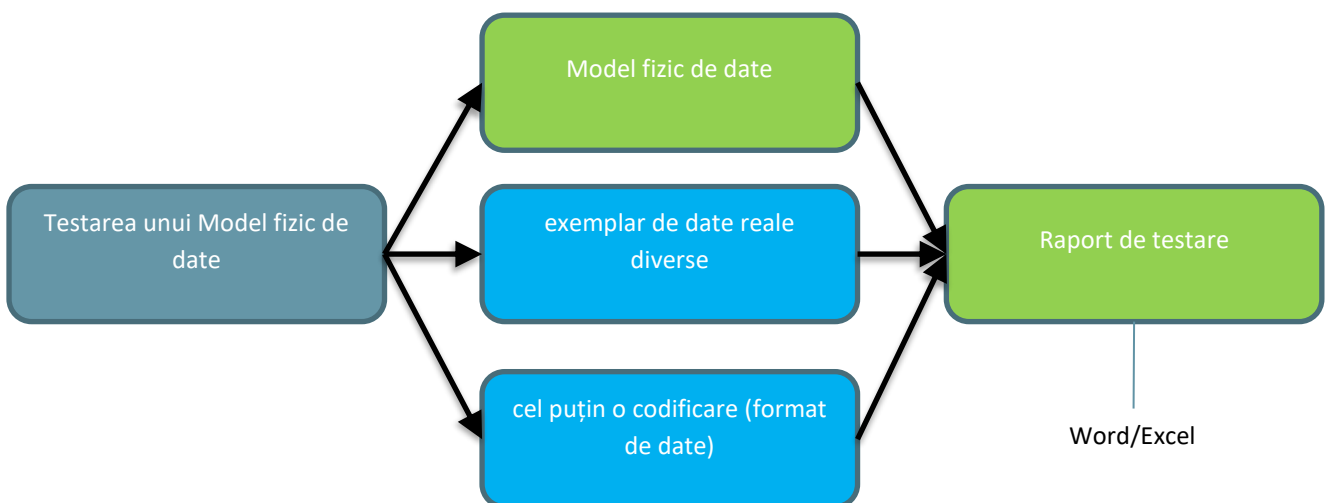 Model fizic de date
Testarea unui Model fizic de
date
exemplar de date reale
diverse
Raport de testare
cel puțin o codificare (format
de date)
Word/Excel